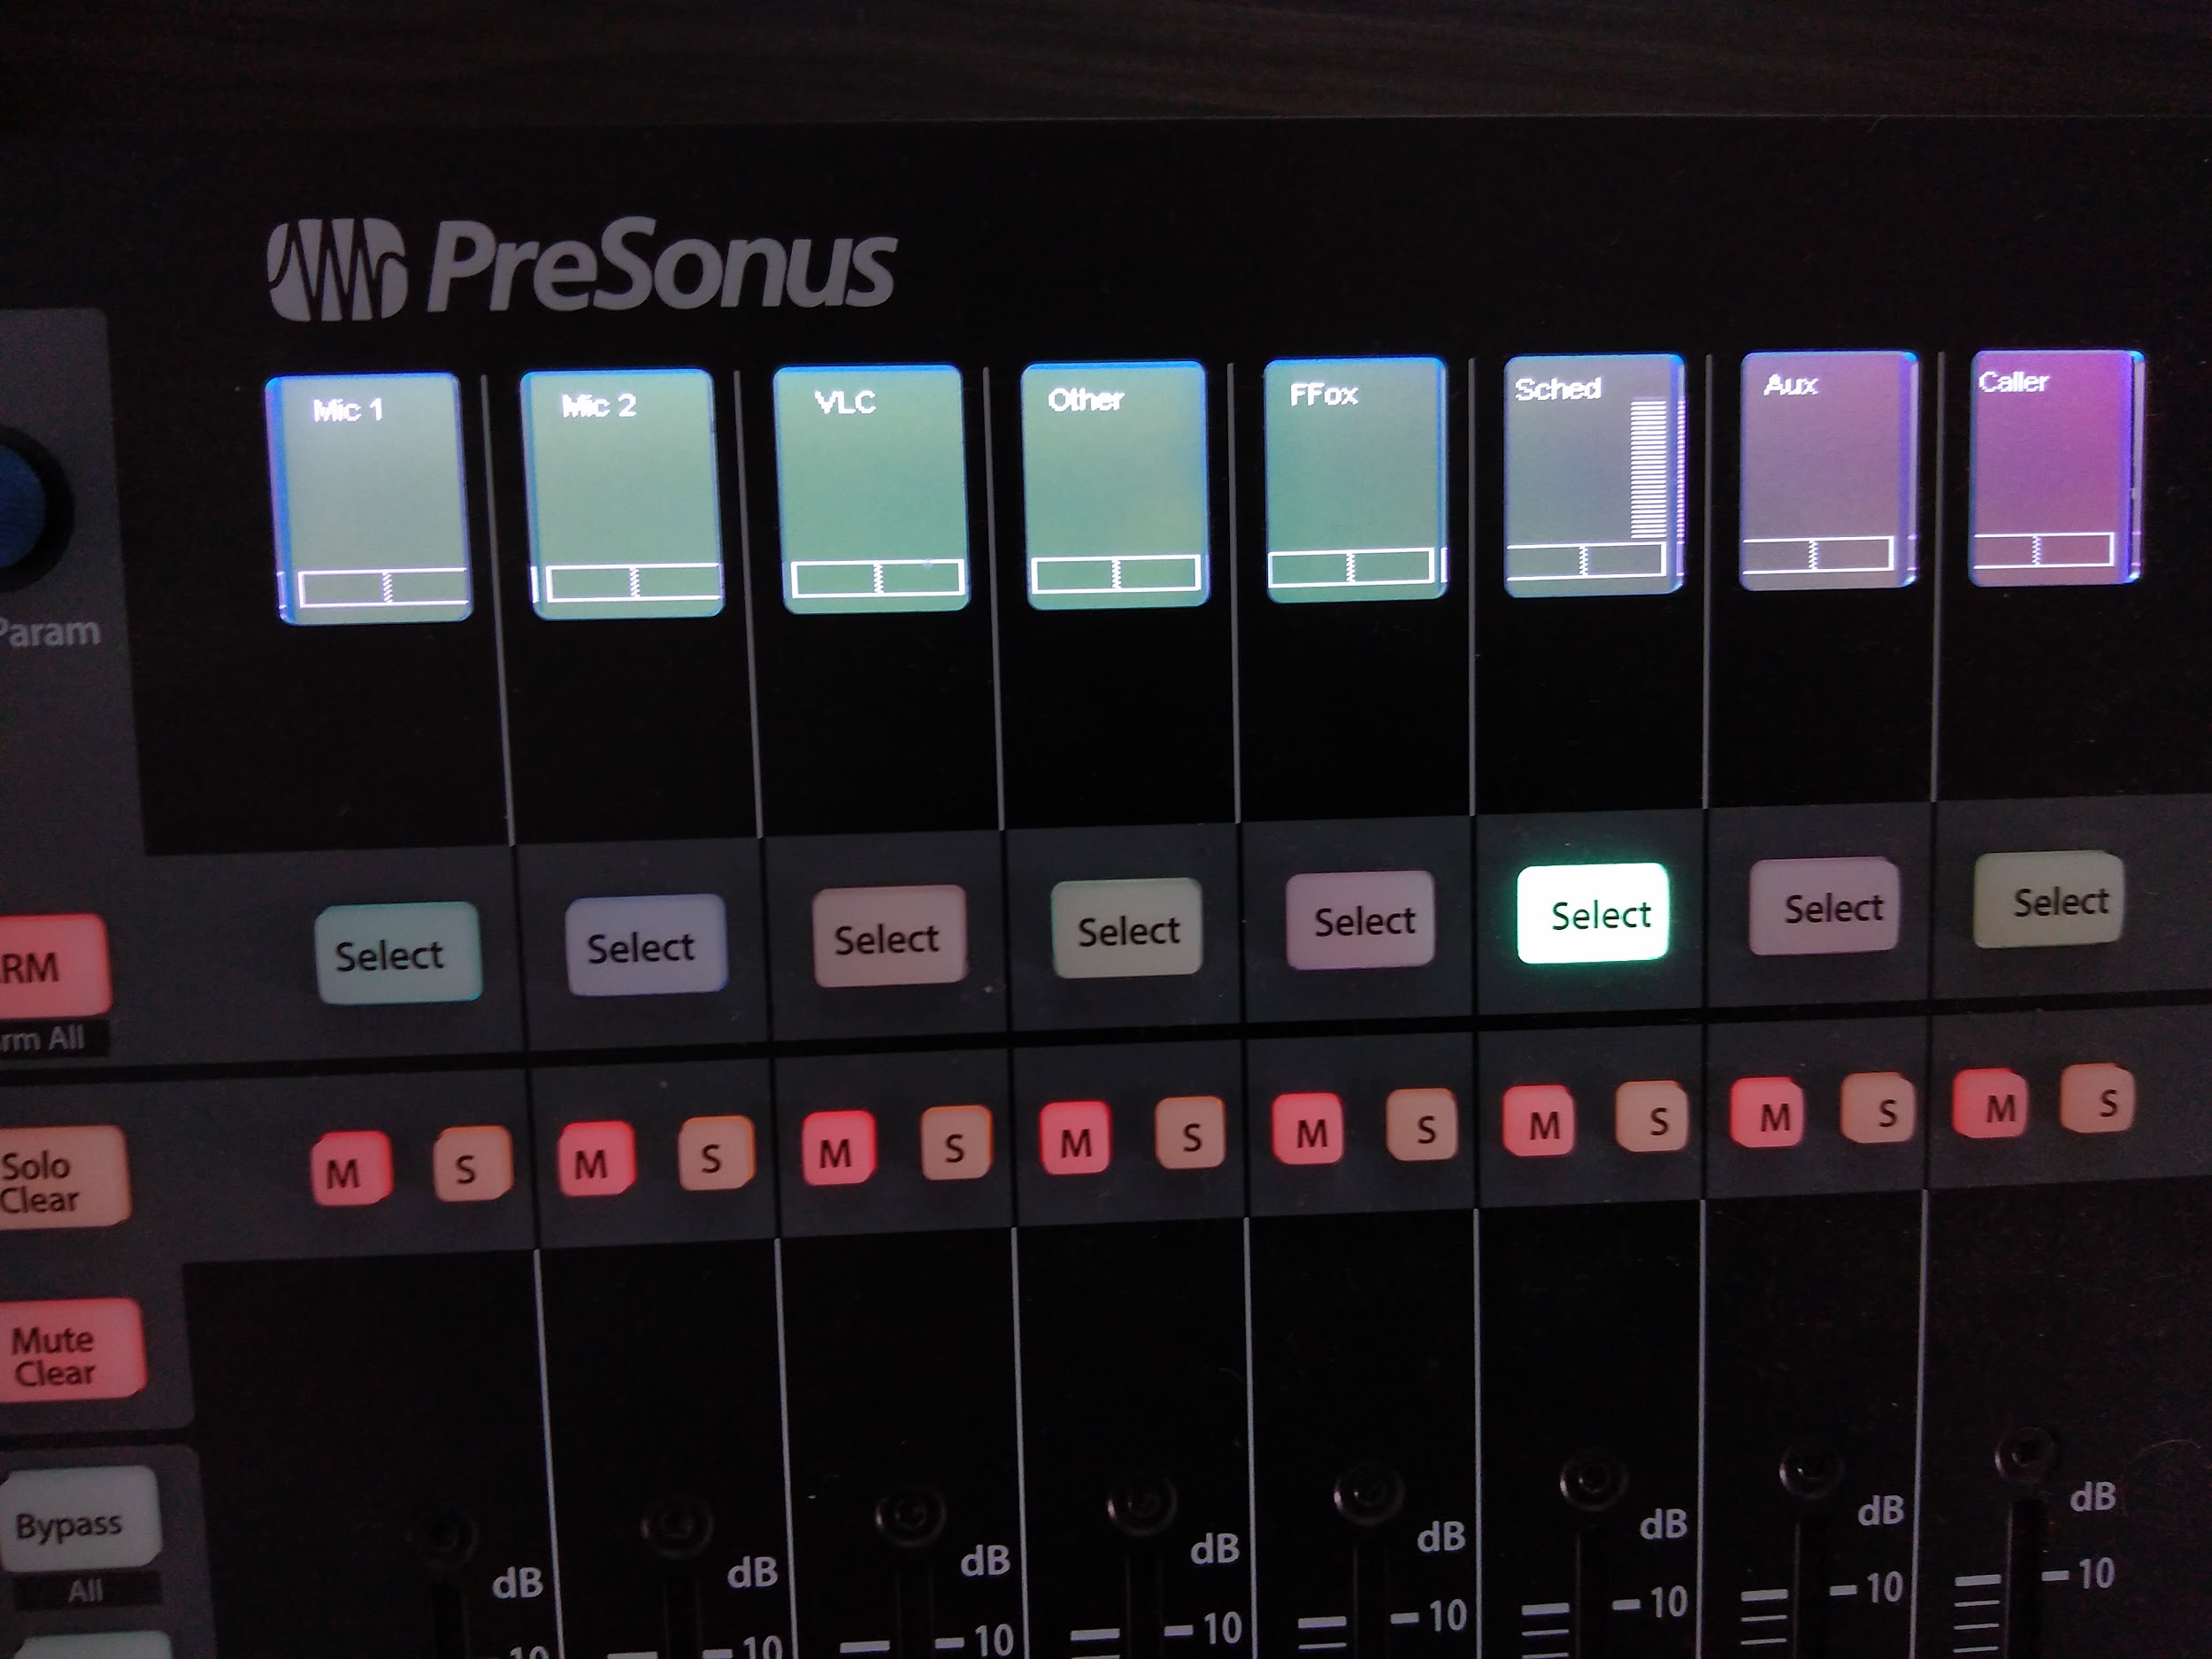 PreSonus
Mic 1 Mic 2 VLC Other FFox Sched Aux Caller
Param
Select Select Select Select Select Select Select Select
RM
rm All
M S M S M S M S M S M S M S M S
Solo
Clear
Mute
Clear
Bypass
All
dB dB dB dB dB dB dB dB
10 10 10 10 10 10 10 10